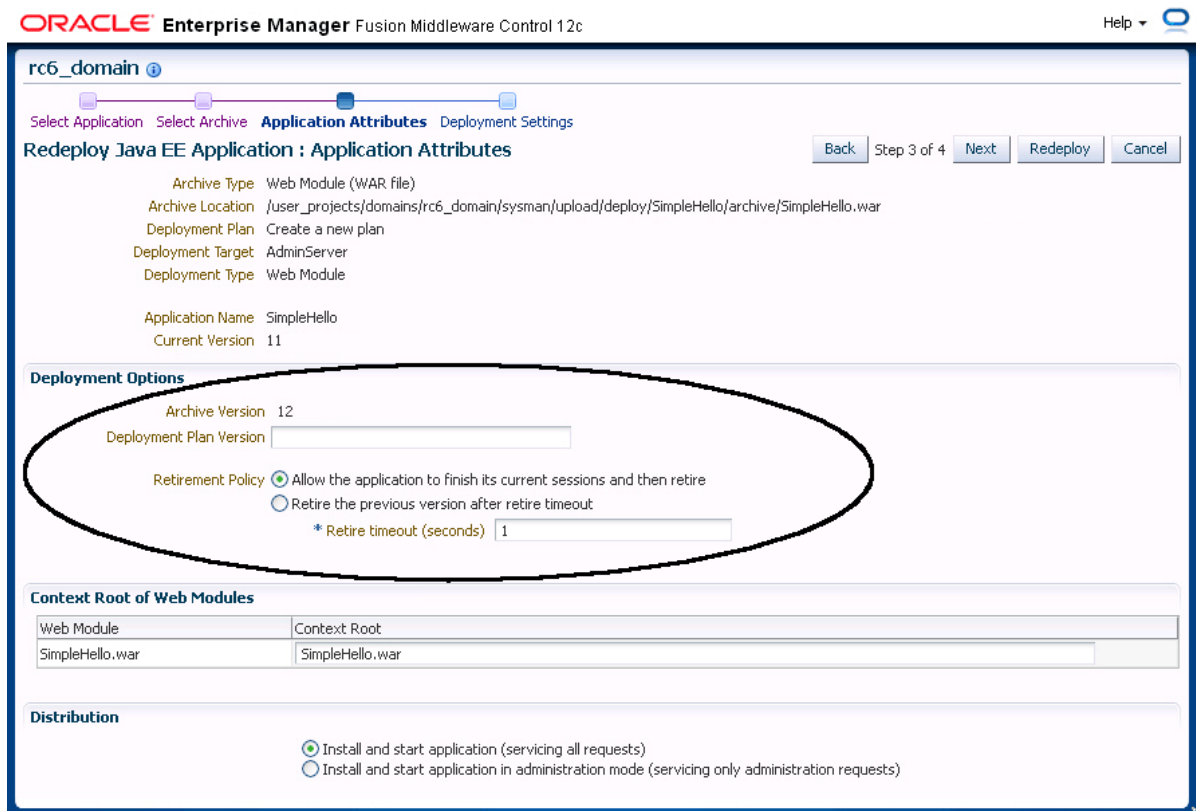 ORACLE Enterprise Manager Fusion Middleware Control 12c
Help
rc6_domain
Select Application Select Archive Application Attributes Deployment Settings
Redeploy Java EE Application : Application Attributes
Back Step 3 of 4 Next Redeploy Cancel
Archive Type Web Module (WAR file)
Archive Location /user_projects/domains/rc6_domain/sysman/upload/deploy/SimpleHello/archive/SimpleHello.war
Deployment Plan Create a new plan
Deployment Target AdminServer
Deployment Type Web Module
Application Name SimpleHello
Current Version 11
Deployment Options
Archive Version 12
Deployment Plan Version
Retirement Policy Allow the application to finish its current sessions and then retire
Retire the previous version after retire timeout
* Retire timeout (seconds) 1
Context Root of Web Modules
Web Module Context Root
SimpleHello.war SimpleHello.war
Distribution
Install and start application (servicing all requests)
Install and start application in administration mode (servicing only administration requests)